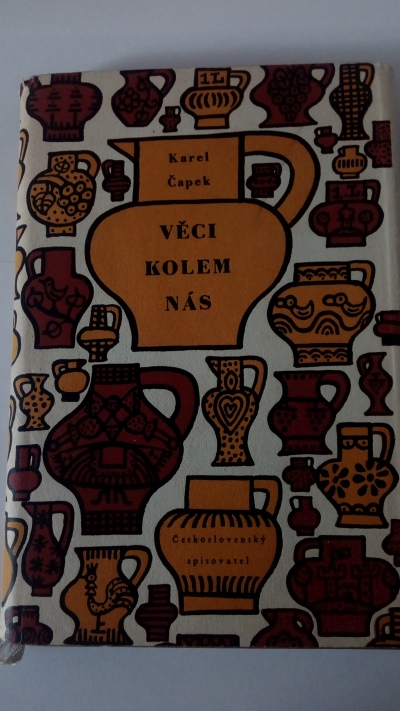 1L
Karel
Čapek
VĚCI
KOLEM
NÁS
Československý
spisovatel